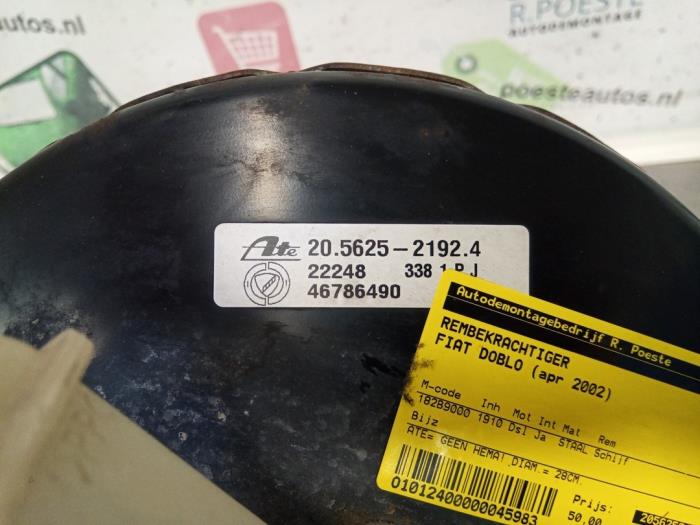 autos.nl
R. POESTE
AUTODEMONTAGE
poesteautos.nl
Ate 20.5625-2192.4
22248 338 1 P J
46786490
Autodemontagebedrijf R. Poeste
REMBEKRACHTIGER
FIAT DOBLO (apr 2002)
M-code Inh Mot Int Mat Rem
182B9000 1910 Dsl Ja STAAL Schijf
Bijz
ATE= GEEN HEMA! ,DIAM.= 28CM.
Prijs:
01012400000045983 50,00